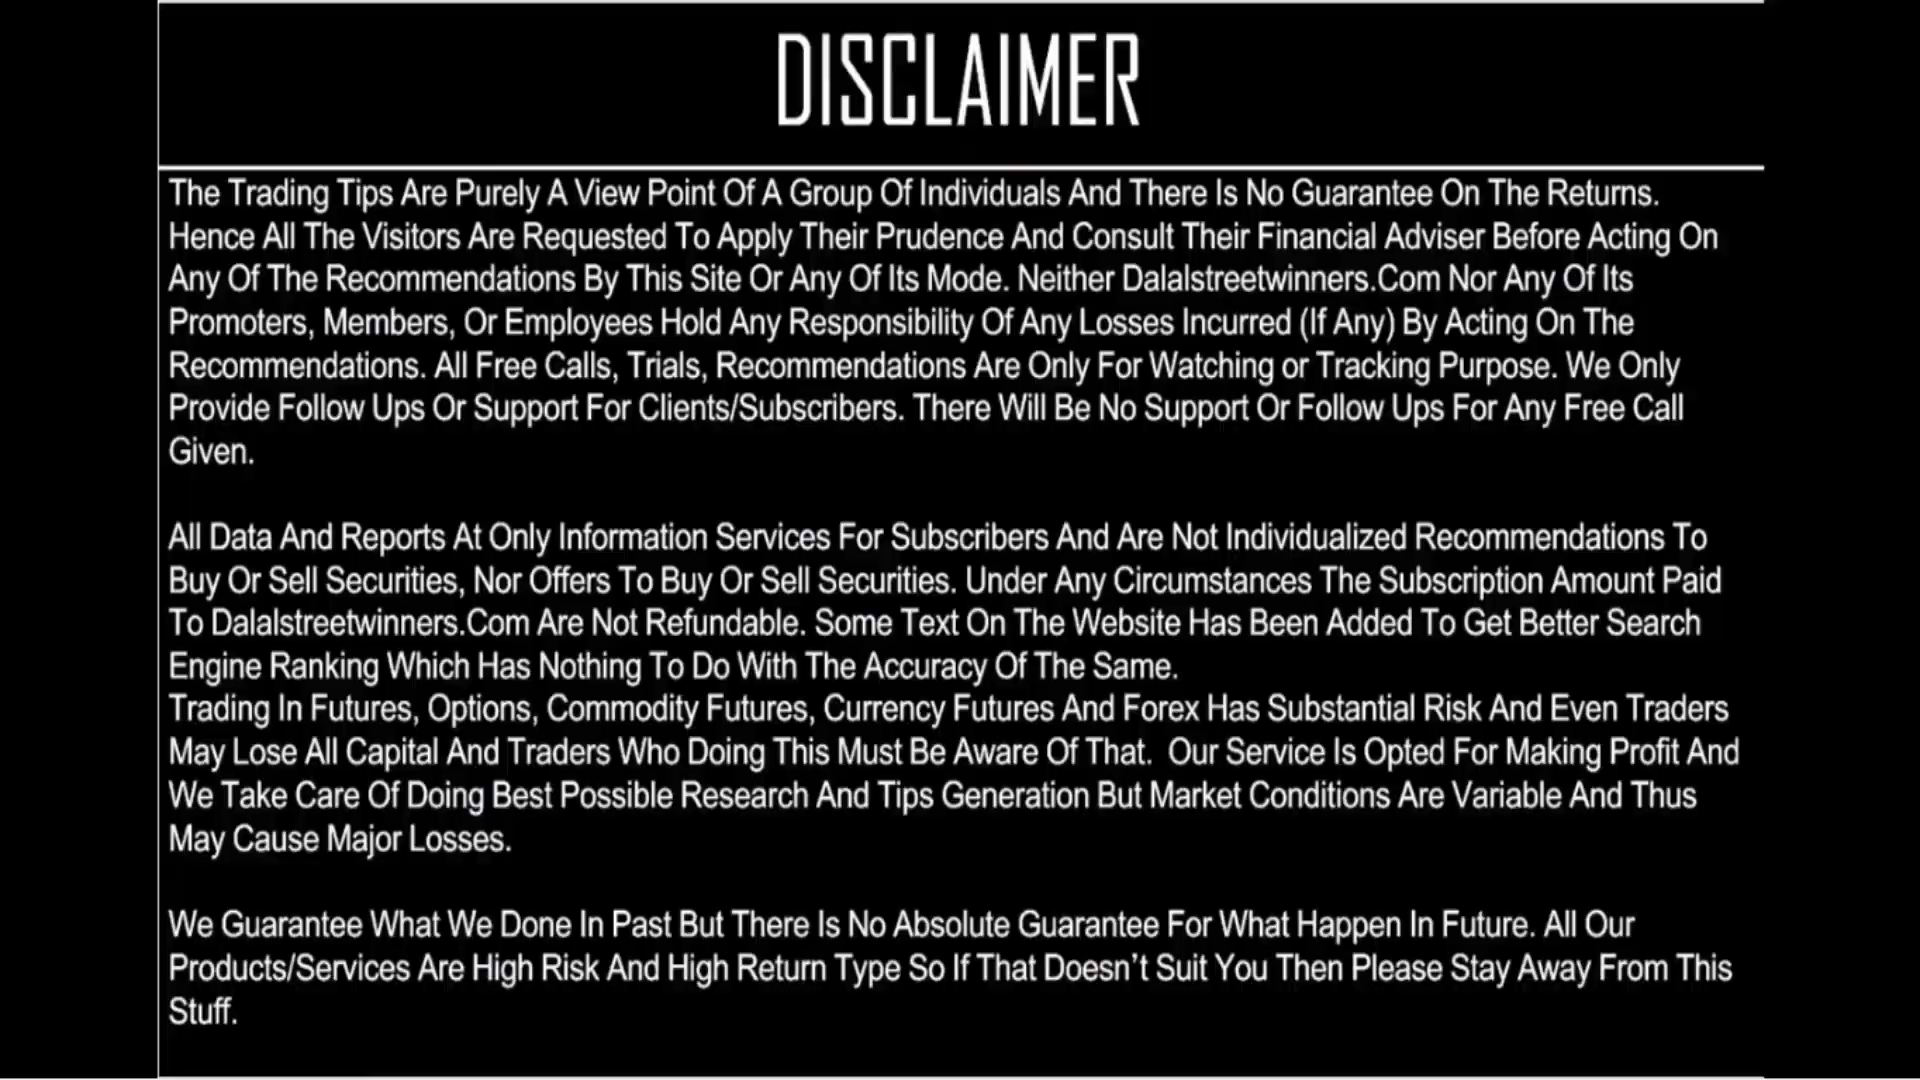 DISCLAIMER
The Trading Tips Are Purely A View Point Of A Group Of Individuals And There Is No Guarantee On The Returns.
Hence All The Visitors Are Requested To Apply Their Prudence And Consult Their Financial Adviser Before Acting On
Any Of The Recommendations By This Site Or Any Of Its Mode. Neither Dalalstreetwinners.Com Nor Any Of Its
Promoters, Members, Or Employees Hold Any Responsibility Of Any Losses Incurred (If Any) By Acting On The
Recommendations. All Free Calls, Trials, Recommendations Are Only For Watching or Tracking Purpose. We Only
Provide Follow Ups Or Support For Clients/Subscribers. There Will Be No Support Or Follow Ups For Any Free Call
Given.
All Data And Reports At Only Information Services For Subscribers And Are Not Individualized Recommendations To
Buy Or Sell Securities, Nor Offers To Buy Or Sell Securities. Under Any Circumstances The Subscription Amount Paid
To Dalalstreetwinners.Com Are Not Refundable. Some Text On The Website Has Been Added To Get Better Search
Engine Ranking Which Has Nothing To Do With The Accuracy Of The Same.
Trading In Futures, Options, Commodity Futures, Currency Futures And Forex Has Substantial Risk And Even Traders
May Lose All Capital And Traders Who Doing This Must Be Aware Of That.  Our Service Is Opted For Making Profit And
We Take Care Of Doing Best Possible Research And Tips Generation But Market Conditions Are Variable And Thus
May Cause Major Losses.
We Guarantee What We Done In Past But There Is No Absolute Guarantee For What Happen In Future. All Our
Products/Services Are High Risk And High Return Type So If That Doesn’t Suit You Then Please Stay Away From This
Stuff.